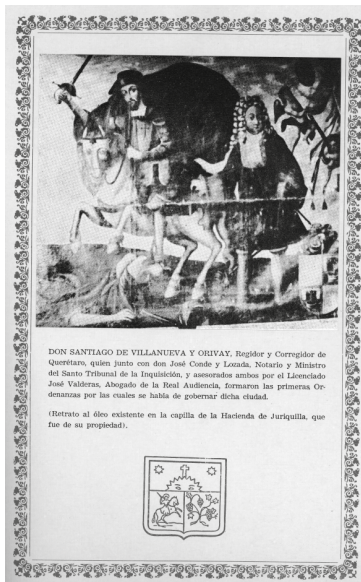 DON SANTIAGO DE VILLANUEVA Y ORIVAY, Regidor y Corregidor de
Querétaro, quien junto con don José Conde y Lozada, Notario y Ministro
del Santo Tribunal de la Inquisición, y asesorados ambos por el Licenciado
José Valderas, Abogado de la Real Audiencia, formaron las primeras Or-
denanzas por las cuales se había de gobernar dicha ciudad.
(Retrato al óleo existente en la capilla de la Hacienda de Juriquilla, que
fue de su propiedad).